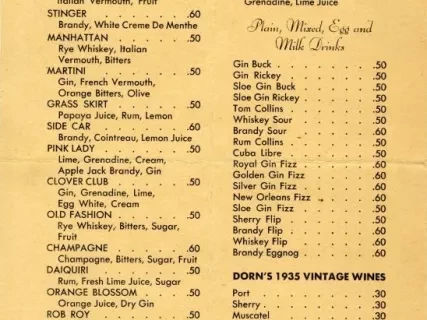 Italian Vermouth, Fruit
STINGER . . . . . . .60
Brandy, White Creme De Menthe
MANHATTAN . . . . . .50
Rye Whiskey, Italian
Vermouth, Bitters
MARTINI . . . . . . .50
Gin, French Vermouth,
Orange Bitters, Olive
GRASS SKIRT . . . . . .50
Papaya Juice, Rum, Lemon
SIDE CAR . . . . . . .60
Brandy, Cointreau, Lemon Juice
PINK LADY . . . . . . .50
Lime, Grenadine, Cream,
Apple Jack Brandy, Gin
CLOVER CLUB . . . . . .50
Gin, Grenadine, Lime,
Egg White, Cream
OLD FASHION . . . . . .50
Rye Whiskey, Bitters, Sugar,
Fruit
CHAMPAGNE . . . . . .60
Champagne, Bitters, Sugar, Fruit
DAIQUIRI . . . . . . .50
Rum, Fresh Lime Juice, Sugar
ORANGE BLOSSOM . . . . .50
Orange Juice, Dry Gin
ROB ROY . . . . . . .50
Grenadine, Lime Juice
Plain, Mixed, Egg and
Milk Drinks
Gin Buck . . . . . . .50
Gin Rickey . . . . . . .50
Sloe Gin Buck . . . . . .50
Sloe Gin Rickey . . . . . .50
Tom Collins . . . . . . .50
Whiskey Sour . . . . . .50
Brandy Sour . . . . . . .60
Rum Collins . . . . . . .50
Cuba Libre . . . . . . .50
Royal Gin Fizz . . . . . .60
Golden Gin Fizz . . . . . .60
Silver Gin Fizz . . . . . .60
New Orleans Fizz . . . . .60
Sloe Gin Fizz . . . . . .50
Sherry Flip . . . . . . .50
Brandy Flip . . . . . . .60
Whiskey Flip . . . . . . .60
Brandy Eggnog . . . . . .60
DORN'S 1935 VINTAGE WINES
Port . . . . . . . .30
Sherry . . . . . . . .30
Muscatel . . . . . . .30